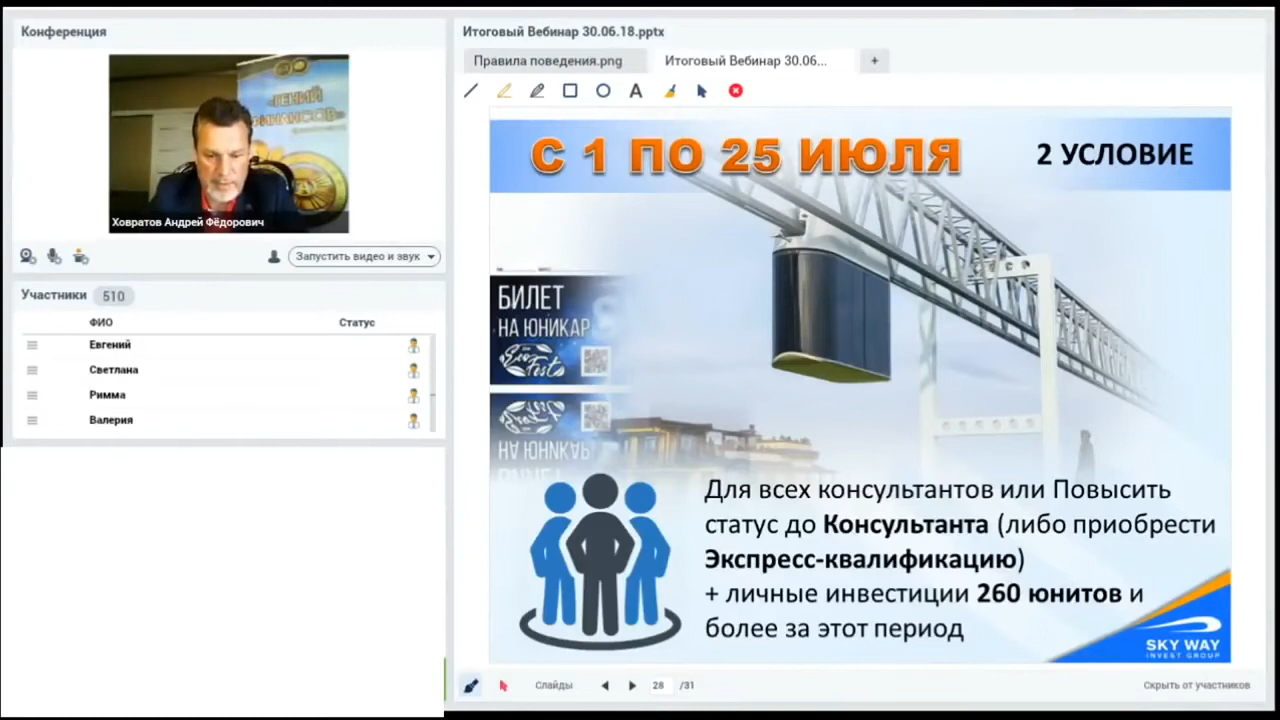 Конференция
«ГЕНИЙ
ФИНАНСОВ»
Ховратов Андрей Фёдорович
Запустить видео и звук
Участники 510
ФИО Статус
Евгений
Светлана
Римма
Валерия
Итоговый Вебинар 30.06.18.pptx
Правила поведения.png Итоговый Вебинар 30.06... +
A
С 1 ПО 25 ИЮЛЯ
2 УСЛОВИЕ
БИЛЕТ
НА ЮНИКАР
EcoFest
Для всех консультантов или Повысить
статус до Консультанта (либо приобрести
Экспресс-квалификацию)
+ личные инвестиции 260 юнитов и
более за этот период
SKY WAY
INVEST GROUP
Слайды 28 /31 Скрыть от участников